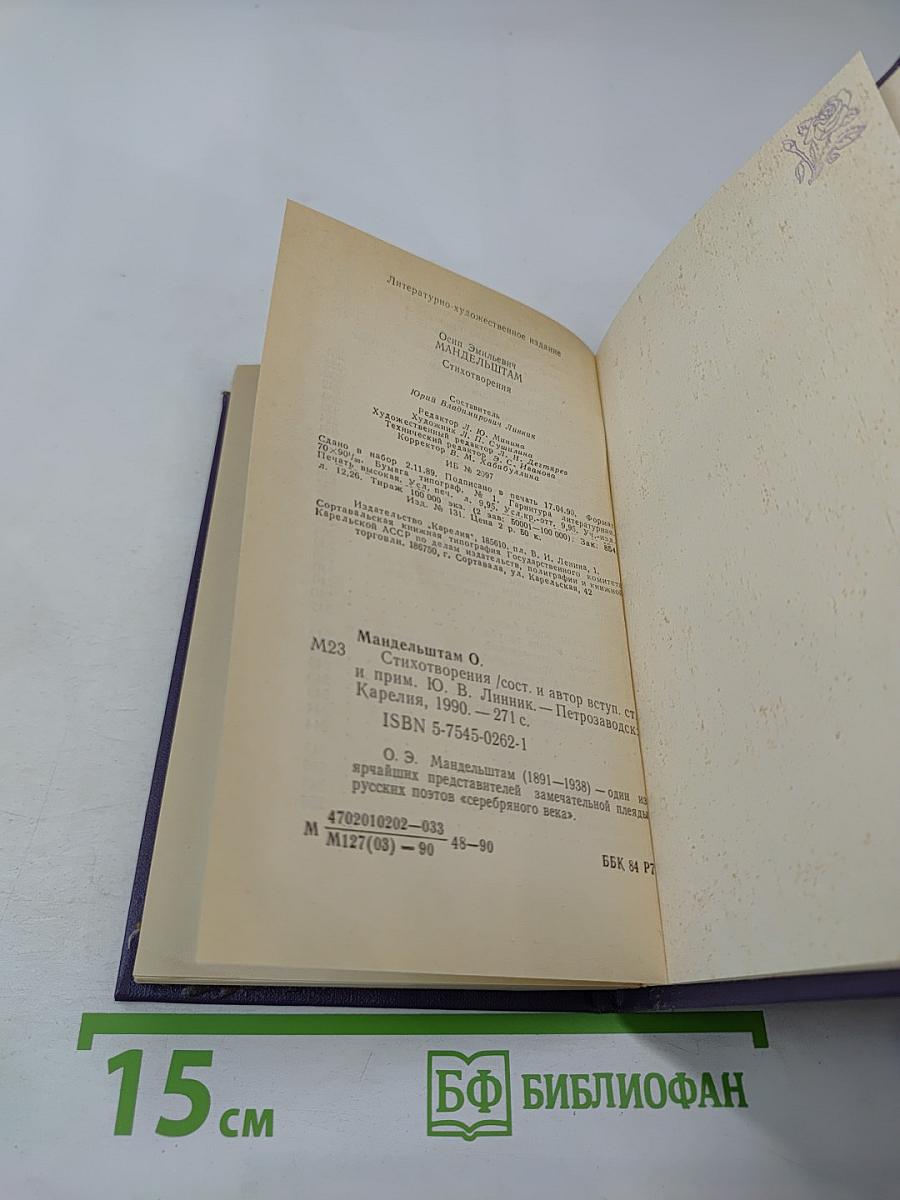 Литературно-художественное издание
Осип Эмильевич
МАНДЕЛЬШТАМ
Стихотворения
Составитель
Юрий Владимирович Линник
Редактор Л. Ю. Минина
Художник Л. П. Сушилина
Художественный редактор Л. Н. Дегтярев
Технический редактор Э. С. Иванова
Корректор В. М. Хабибуллина
ИБ № 2097
Сдано в набор 2.11.89. Подписано в печать 17.04.90. Формат
70×90¹/₃₂. Бумага типограф. № 1. Гарнитура литературная.
Печать высокая. Усл. печ. л. 9,95. Усл.кр.-отт. 9,95. Уч.-изд.
л. 12,26. Тираж 100 000 экз. (2 зав: 50001—100 000). Зак. 854
Изд. № 131. Цена 2 р. 50 к.
Издательство „Карелия", 185610, пл. В. И. Ленина, 1.
Сортавальская книжная типография Государственного комитета
Карельской АССР по делам издательств, полиграфии и книжной
торговли. 186750, г. Сортавала, ул. Карельская, 42
Мандельштам О.
М23 Стихотворения /сост. и автор вступ. ст.
и прим. Ю. В. Линник. — Петрозаводск:
Карелия, 1990. — 271 с.
ISBN 5-7545-0262-1
О. Э. Мандельштам (1891—1938) — один из
ярчайших представителей замечательной плеяды
русских поэтов «серебряного века».
М 4702010202—033 48—90
М127(03) — 90
ББК 84 Р7
15 см
БФ БИБЛИОФАН